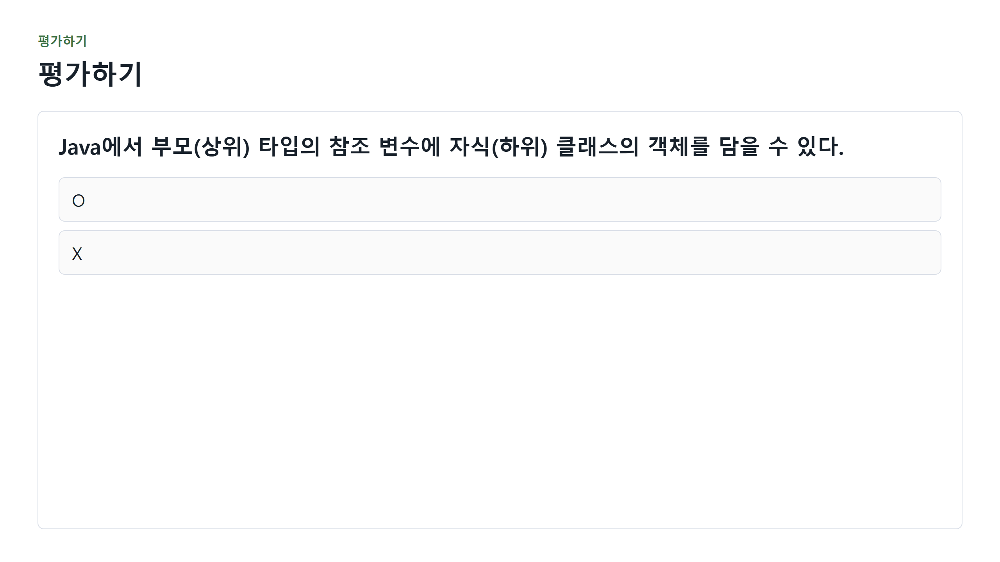 평가하기
평가하기
Java에서 부모(상위) 타입의 참조 변수에 자식(하위) 클래스의 객체를 담을 수 있다.
O
X